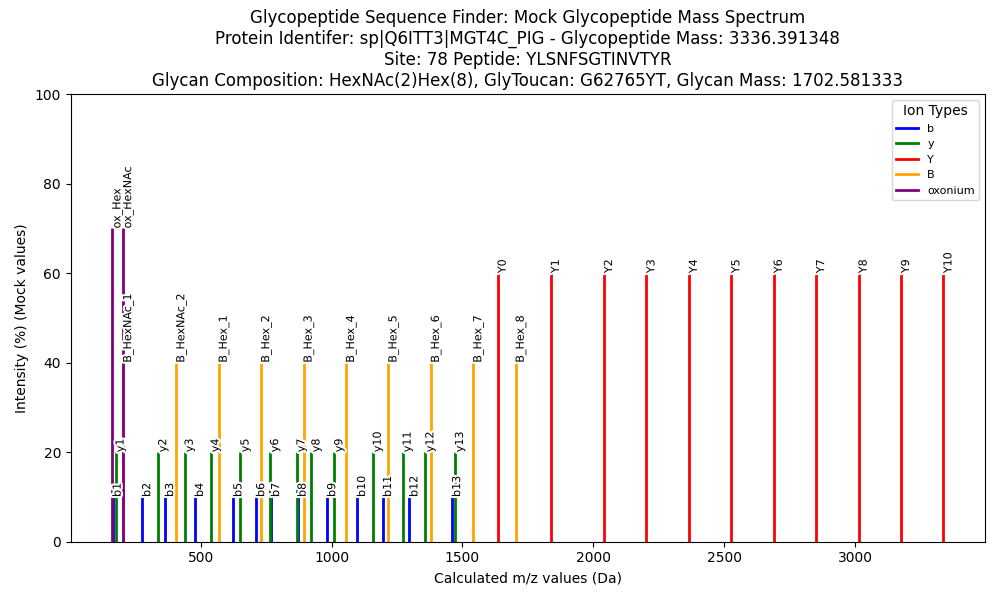 Glycopeptide Sequence Finder: Mock Glycopeptide Mass Spectrum
Protein Identifer: sp|Q6ITT3|MGT4C_PIG - Glycopeptide Mass: 3336.391348
Site: 78 Peptide: YLSNFSGTINVTYR
Glycan Composition: HexNAc(2)Hex(8), GlyToucan: G62765YT, Glycan Mass: 1702.581333
Intensity (%) (Mock values)
100
80
60
40
20
0
Ion Types
b
y
Y
B
oxonium
ox_Hex
ox_HexNAc
Y0
Y1
Y2
Y3
Y4
Y5
Y6
Y7
Y8
Y9
Y10
B_HexNAc_1
B_HexNAc_2
B_Hex_1
B_Hex_2
B_Hex_3
B_Hex_4
B_Hex_5
B_Hex_6
B_Hex_7
B_Hex_8
y1
y2
y3
y4
y5
y6
y7
y8
y9
y10
y11
y12
y13
b1
b2
b3
b4
b5
b6
b7
b8
b9
b10
b11
b12
b13
500
1000
1500
2000
2500
3000
Calculated m/z values (Da)